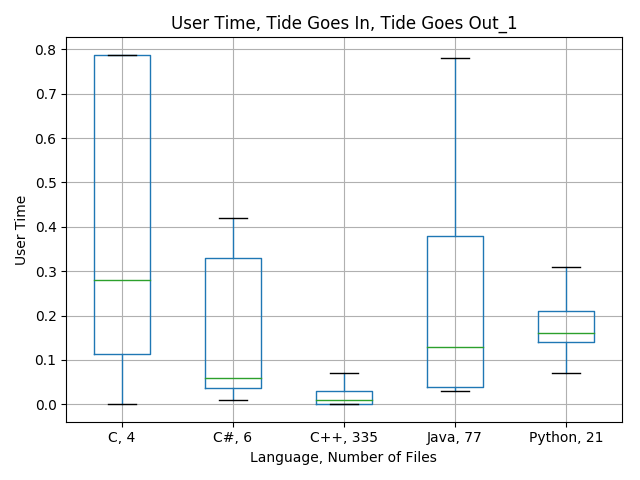 User Time, Tide Goes In, Tide Goes Out_1
0.8
0.7
0.6
0.5
0.4
0.3
0.2
0.1
0.0
User Time
C, 4
C#, 6
C++, 335
Java, 77
Python, 21
Language, Number of Files